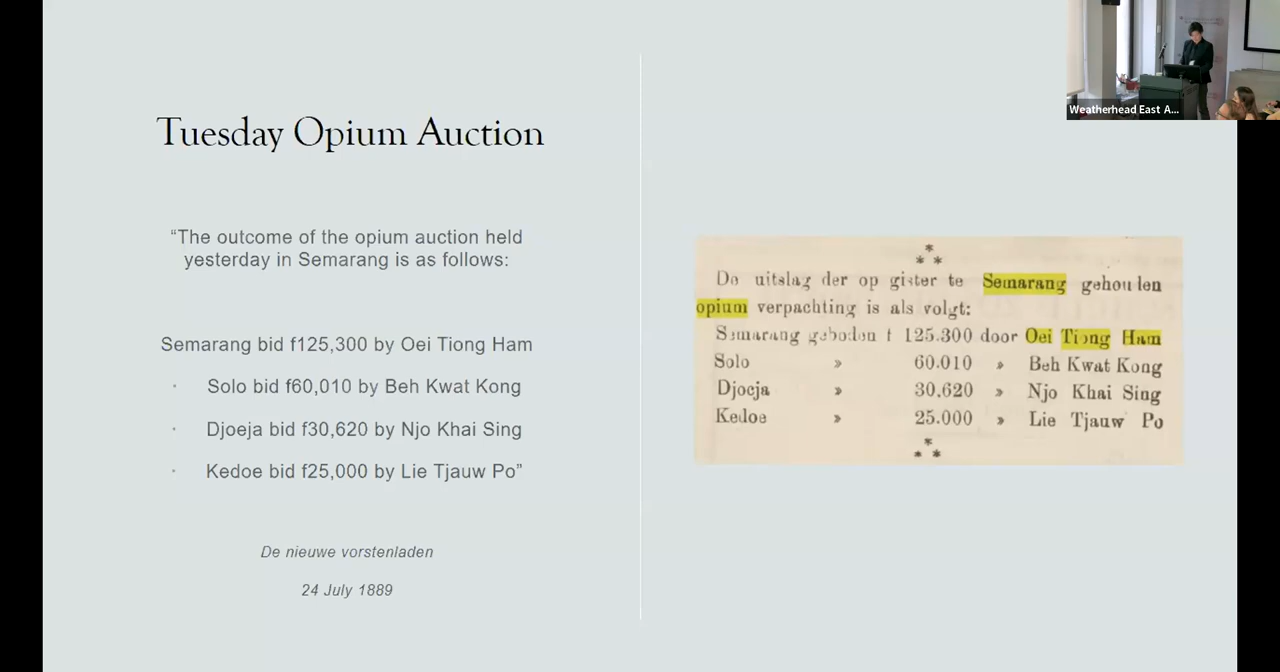 Tuesday Opium Auction
“The outcome of the opium auction held
yesterday in Semarang is as follows:
Semarang bid f125,300 by Oei Tiong Ham
· Solo bid f60,010 by Beh Kwat Kong
· Djoeja bid f30,620 by Njo Khai Sing
· Kedoe bid f25,000 by Lie Tjauw Po”
De nieuwe vorstenladen
24 July 1889
* * *
De uitslag der op gister te Semarang gehouden
opium verpachting is als volgt:
Semarang geboden f 125.300 door Oei Tiong Ham
Solo » 60.010 » Beh Kwat Kong
Djocja » 30.620 » Njo Khai Sing
Kedoe » 25.000 » Lie Tjauw Po
* * *
Weatherhead East A...